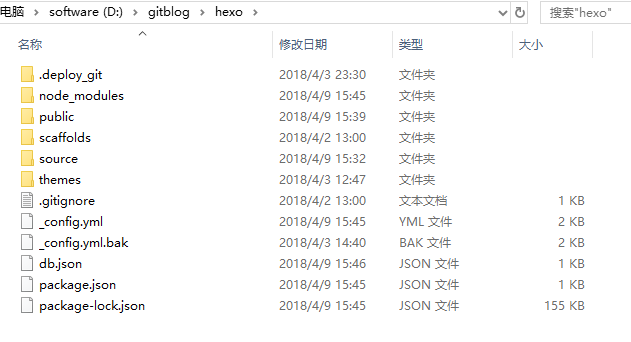 电脑 › software (D:) › gitblog › hexo › 搜索"hexo"
名称 修改日期 类型 大小
.deploy_git 2018/4/3 23:30 文件夹
node_modules 2018/4/9 15:45 文件夹
public 2018/4/9 15:39 文件夹
scaffolds 2018/4/2 13:00 文件夹
source 2018/4/9 15:32 文件夹
themes 2018/4/3 12:47 文件夹
.gitignore 2018/4/2 13:00 文本文档 1 KB
_config.yml 2018/4/9 15:45 YML 文件 2 KB
_config.yml.bak 2018/4/3 14:40 BAK 文件 2 KB
db.json 2018/4/9 15:46 JSON 文件 1 KB
package.json 2018/4/9 15:45 JSON 文件 1 KB
package-lock.json 2018/4/9 15:45 JSON 文件 155 KB